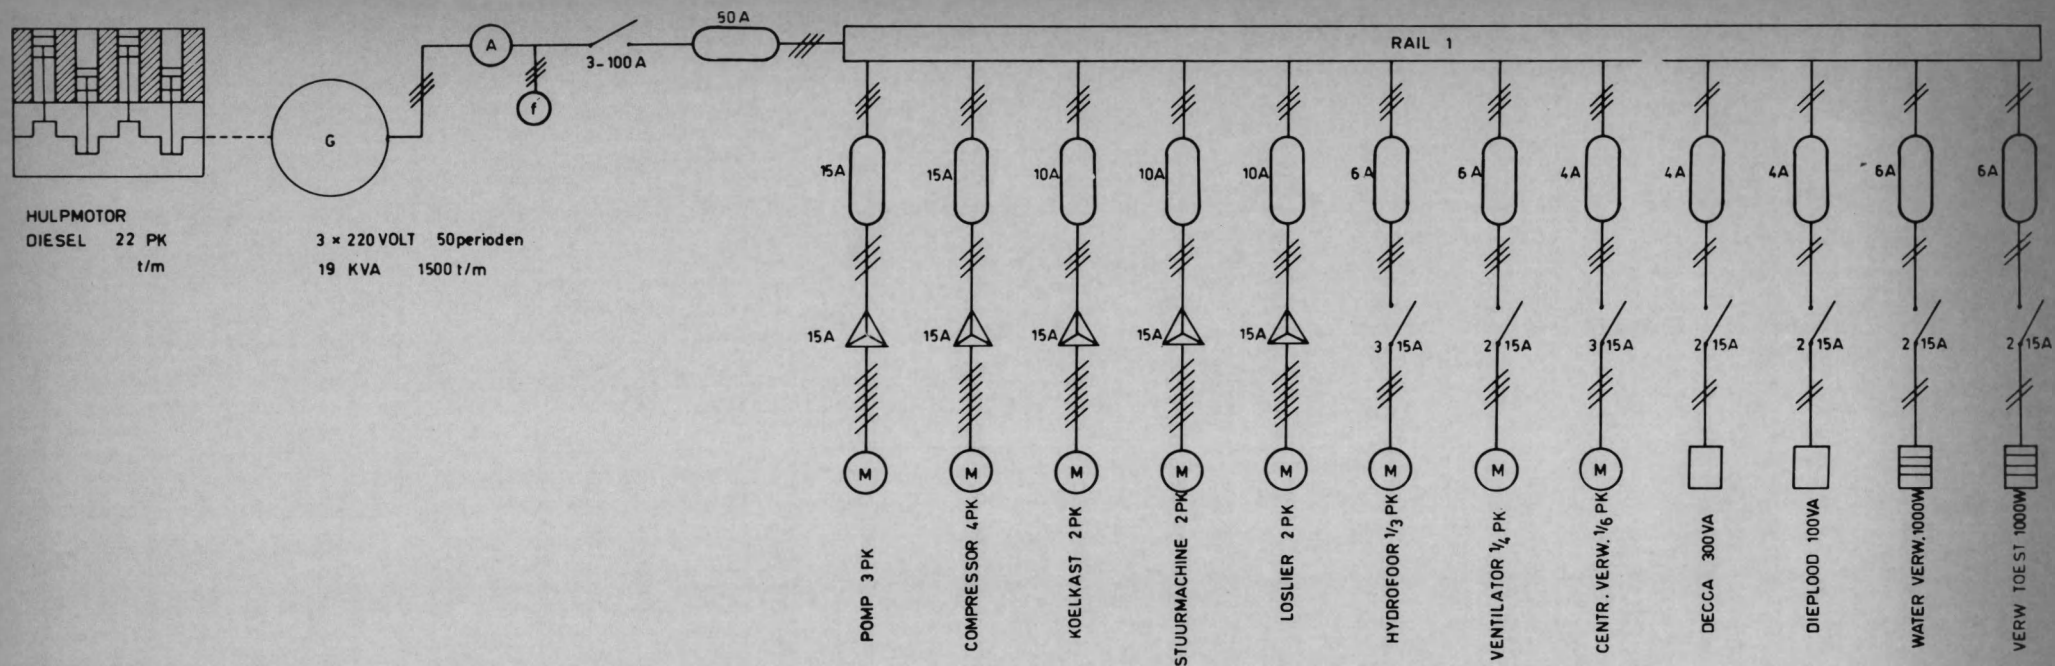 50 A
RAIL 1
A
3-100 A
f
G
HULPMOTOR
DIESEL 22 PK
t/m
3 × 220 VOLT 50 perioden
19 KVA 1500 t/m
15A
15A
10A
10A
10A
6 A
6 A
4A
4A
4A
6A
6A
15A
15A
15A
15A
15A
3 15A
2 15A
3 15A
2 15A
2 15A
2 15A
2 15A
M
M
M
M
M
M
M
M
POMP 3 PK
COMPRESSOR 4PK
KOELKAST 2 PK
STUURMACHINE 2 PK
LOSLIER 2 PK
HYDROFOOR 1/3 PK
VENTILATOR 1/4 PK
CENTR. VERW. 1/6 PK
DECCA 300VA
DIEPLOOD 100VA
WATER VERW. 1000W
VERW TOEST 1000W